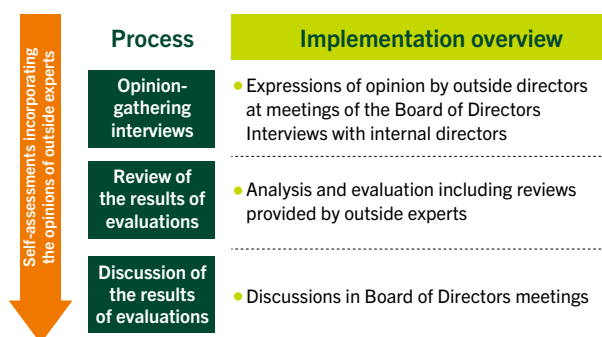 Self-assessments incorporating
the opinions of outside experts
Process
Implementation overview
Opinion-
gathering
interviews
Expressions of opinion by outside directors
at meetings of the Board of Directors
Interviews with internal directors
Review of
the results of
evaluations
Analysis and evaluation including reviews
provided by outside experts
Discussion of
the results
of evaluations
Discussions in Board of Directors meetings